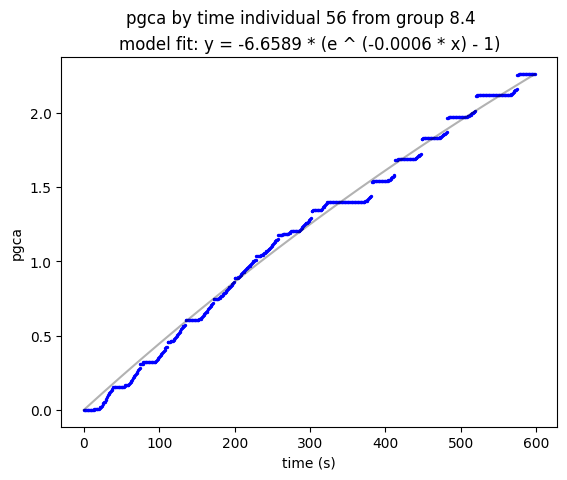 pgca by time individual 56 from group 8.4
model fit: y = -6.6589 * (e ^ (-0.0006 * x) - 1)
2.0
1.5
1.0
0.5
0.0
pgca
0 100 200 300 400 500 600
time (s)